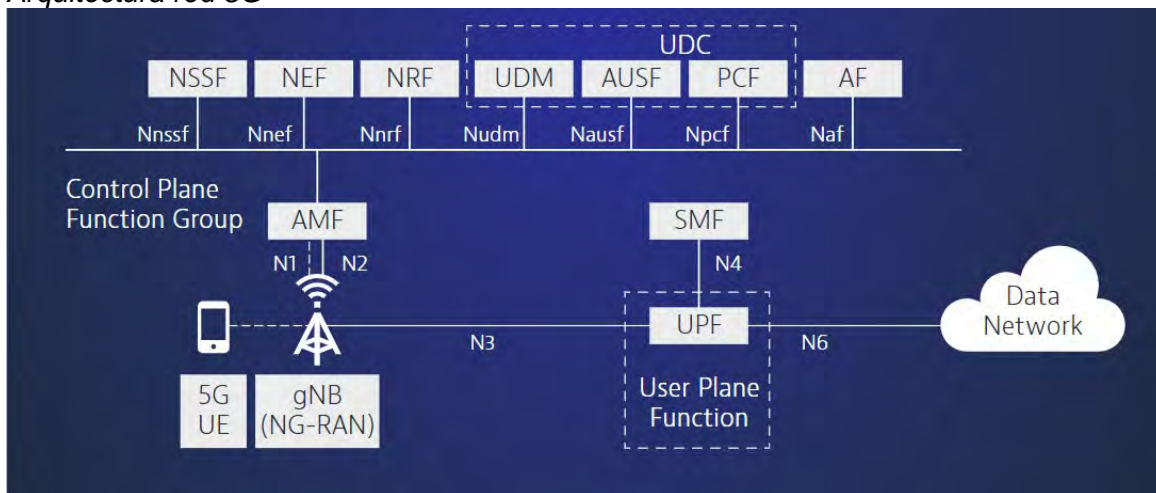 Arquitectura red 5G
UDC
NSSF NEF NRF UDM AUSF PCF AF
Nnssf Nnef Nnrf Nudm Nausf Npcf Naf
Control Plane
Function Group
AMF
SMF
N1 N2
N4
Data
Network
UPF
N3
N6
5G
UE
gNB
(NG-RAN)
User Plane
Function